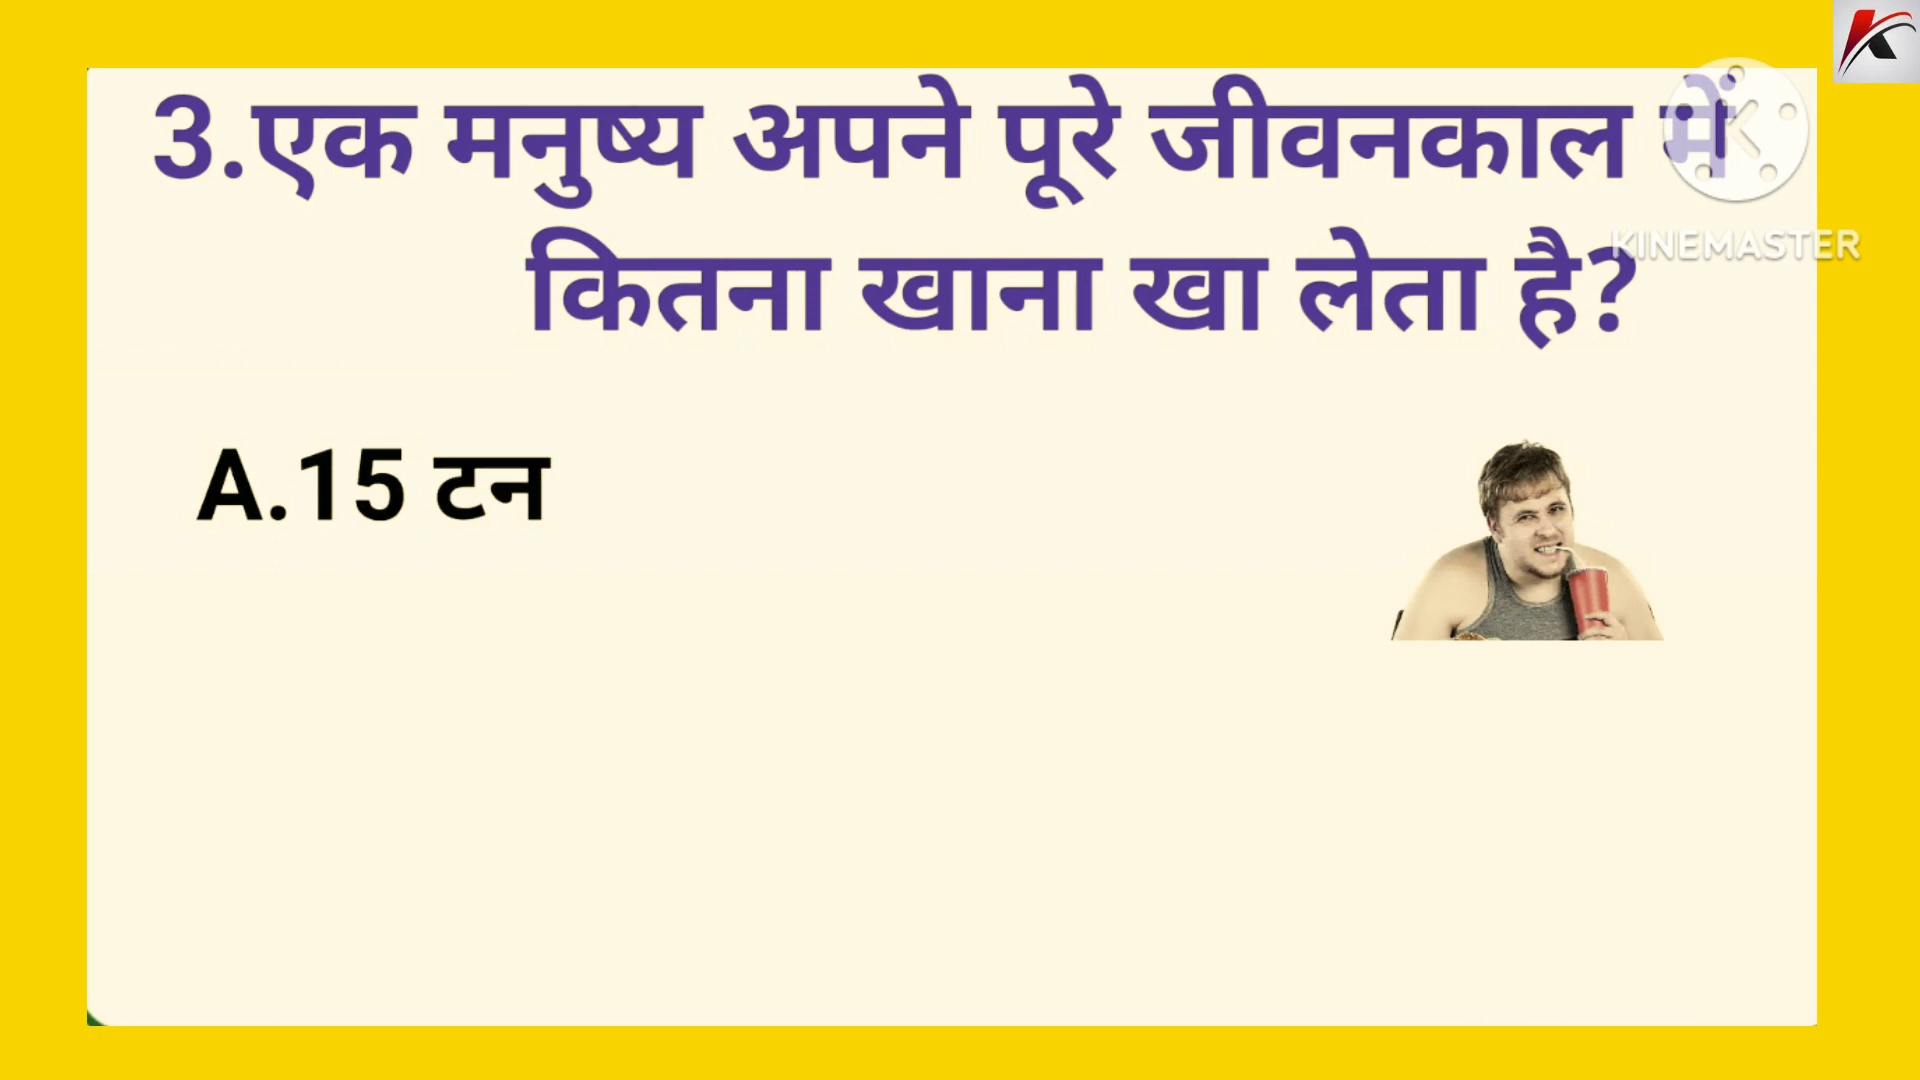 3.एक मनुष्य अपने पूरे जीवनकाल में
कितना खाना खा लेता है?
KINEMASTER
A.15 टन